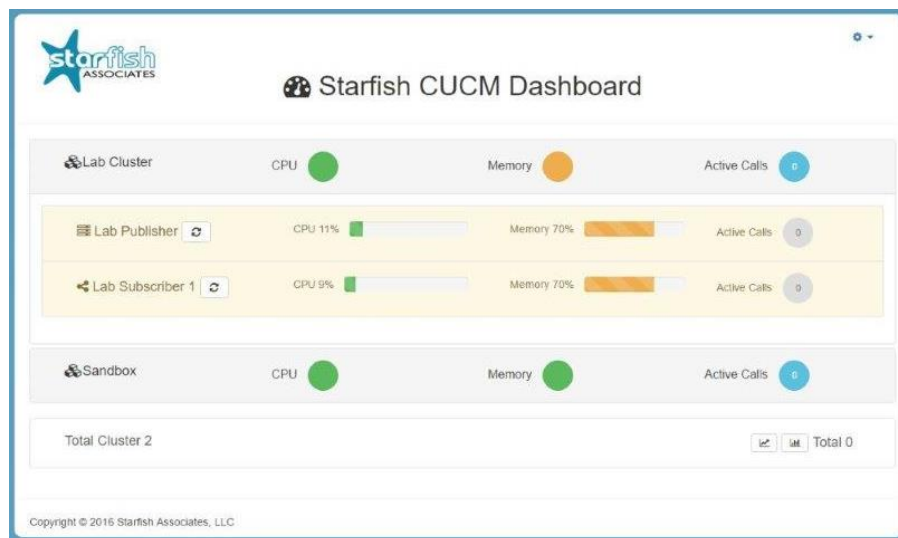 starfish
ASSOCIATES
Starfish CUCM Dashboard
Lab Cluster CPU Memory Active Calls 0
Lab Publisher CPU 11% Memory 70% Active Calls 0
Lab Subscriber 1 CPU 9% Memory 70% Active Calls 0
Sandbox CPU Memory Active Calls 0
Total Cluster 2 Total 0
Copyright © 2016 Starfish Associates, LLC